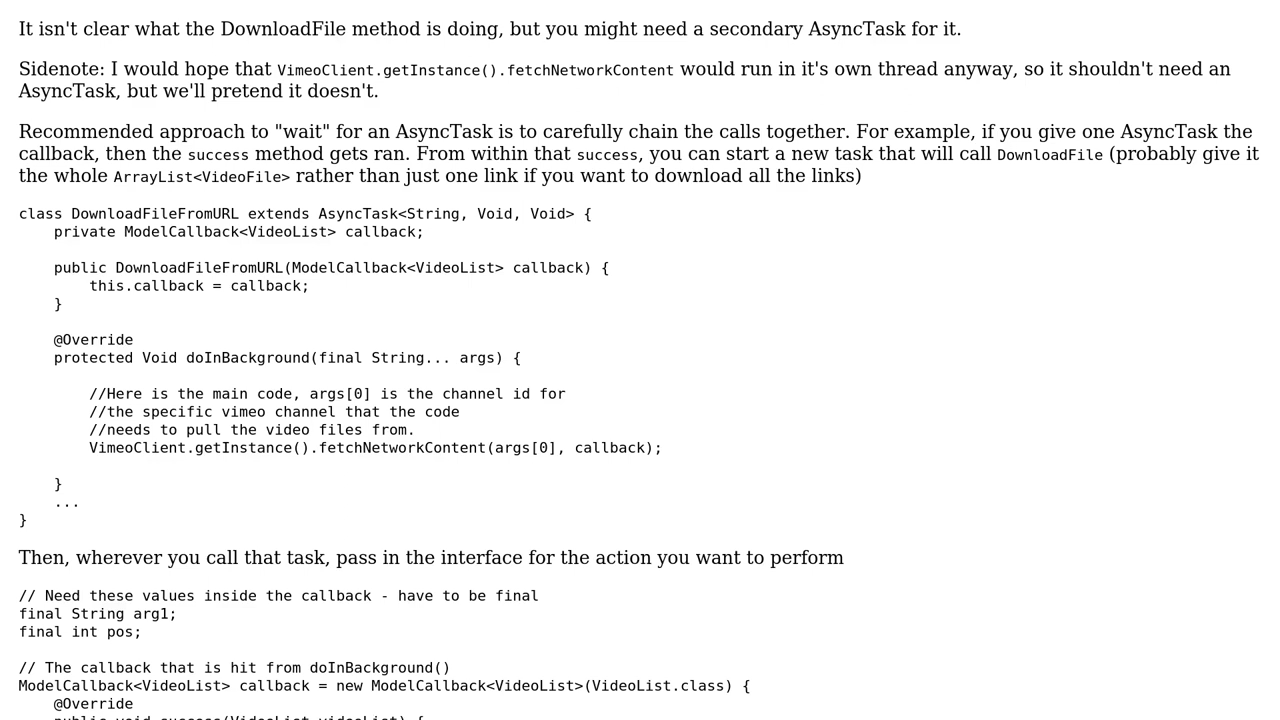 It isn't clear what the DownloadFile method is doing, but you might need a secondary AsyncTask for it.
Sidenote: I would hope that VimeoClient.getInstance().fetchNetworkContent would run in it's own thread anyway, so it shouldn't need an
AsyncTask, but we'll pretend it doesn't.
Recommended approach to "wait" for an AsyncTask is to carefully chain the calls together. For example, if you give one AsyncTask the
callback, then the success method gets ran. From within that success, you can start a new task that will call DownloadFile (probably give it
the whole ArrayList<VideoFile> rather than just one link if you want to download all the links)
class DownloadFileFromURL extends AsyncTask<String, Void, Void> {
    private ModelCallback<VideoList> callback;
    public DownloadFileFromURL(ModelCallback<VideoList> callback) {
        this.callback = callback;
    }
    @Override
    protected Void doInBackground(final String... args) {
        //Here is the main code, args[0] is the channel id for
        //the specific vimeo channel that the code
        //needs to pull the video files from.
        VimeoClient.getInstance().fetchNetworkContent(args[0], callback);
    }
    ...
}
Then, wherever you call that task, pass in the interface for the action you want to perform
// Need these values inside the callback - have to be final
final String arg1;
final int pos;
// The callback that is hit from doInBackground()
ModelCallback<VideoList> callback = new ModelCallback<VideoList>(VideoList.class) {
    @Override
    public void success(VideoList videoList) {